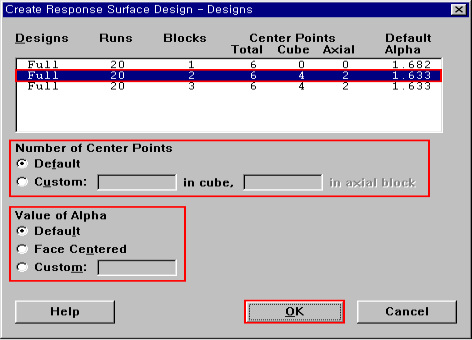 Create Response Surface Design - Designs
Designs Runs Blocks Center Points Default
Total Cube Axial Alpha
Full 20 1 6 0 0 1.682
Full 20 2 6 4 2 1.633
Full 20 3 6 4 2 1.633
Number of Center Points
Default
Custom: in cube, in axial block
Value of Alpha
Default
Face Centered
Custom:
Help OK Cancel